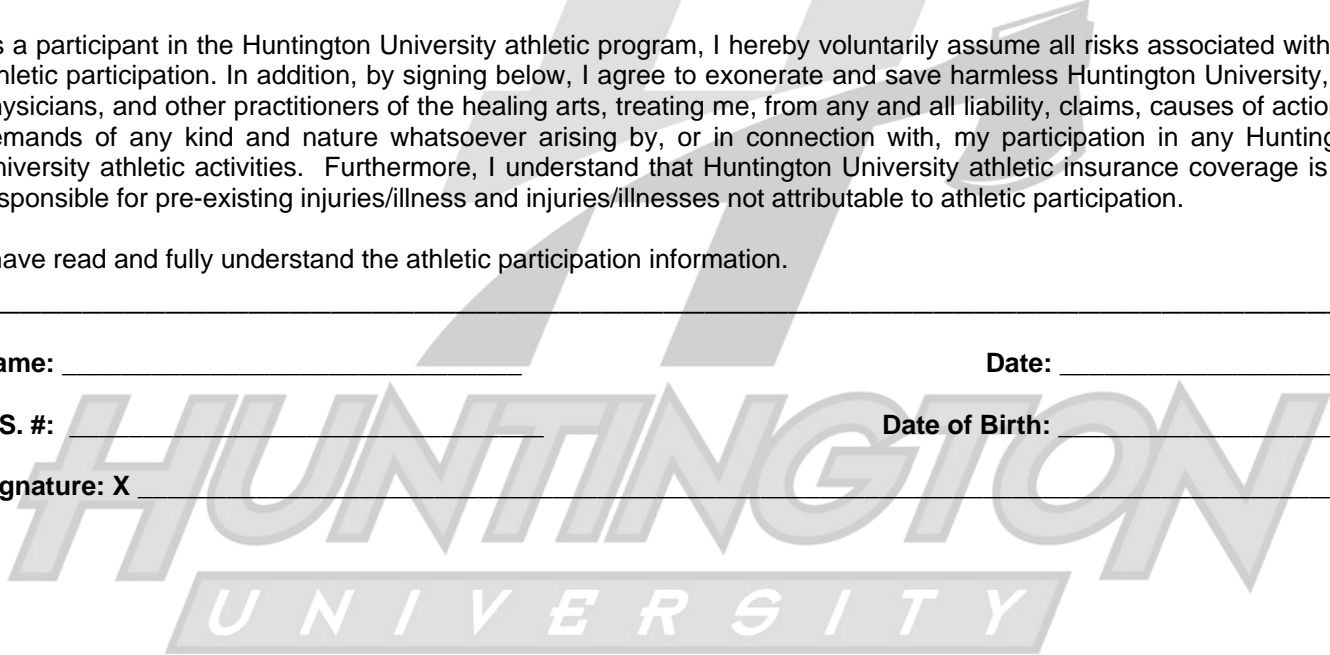 s a participant in the Huntington University athletic program, I hereby voluntarily assume all risks associated with
hletic participation. In addition, by signing below, I agree to exonerate and save harmless Huntington University,
hysicians, and other practitioners of the healing arts, treating me, from any and all liability, claims, causes of action
emands of any kind and nature whatsoever arising by, or in connection with, my participation in any Hunting
niversity athletic activities. Furthermore, I understand that Huntington University athletic insurance coverage is
sponsible for pre-existing injuries/illness and injuries/illnesses not attributable to athletic participation.
have read and fully understand the athletic participation information.
ame: Date:
S. #: Date of Birth:
gnature: X
HUNTINGTON
UNIVERSITY